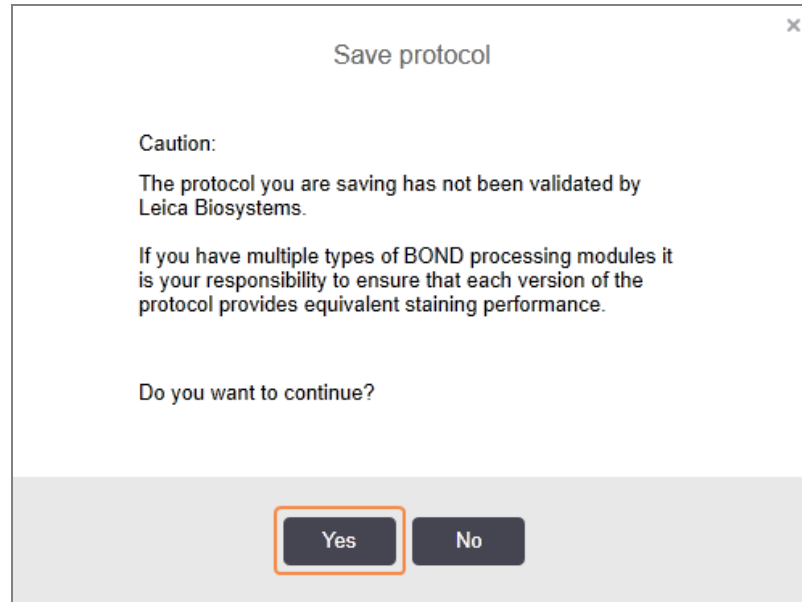 Save protocol
Caution:
The protocol you are saving has not been validated by
Leica Biosystems.
If you have multiple types of BOND processing modules it
is your responsibility to ensure that each version of the
protocol provides equivalent staining performance.
Do you want to continue?
Yes No